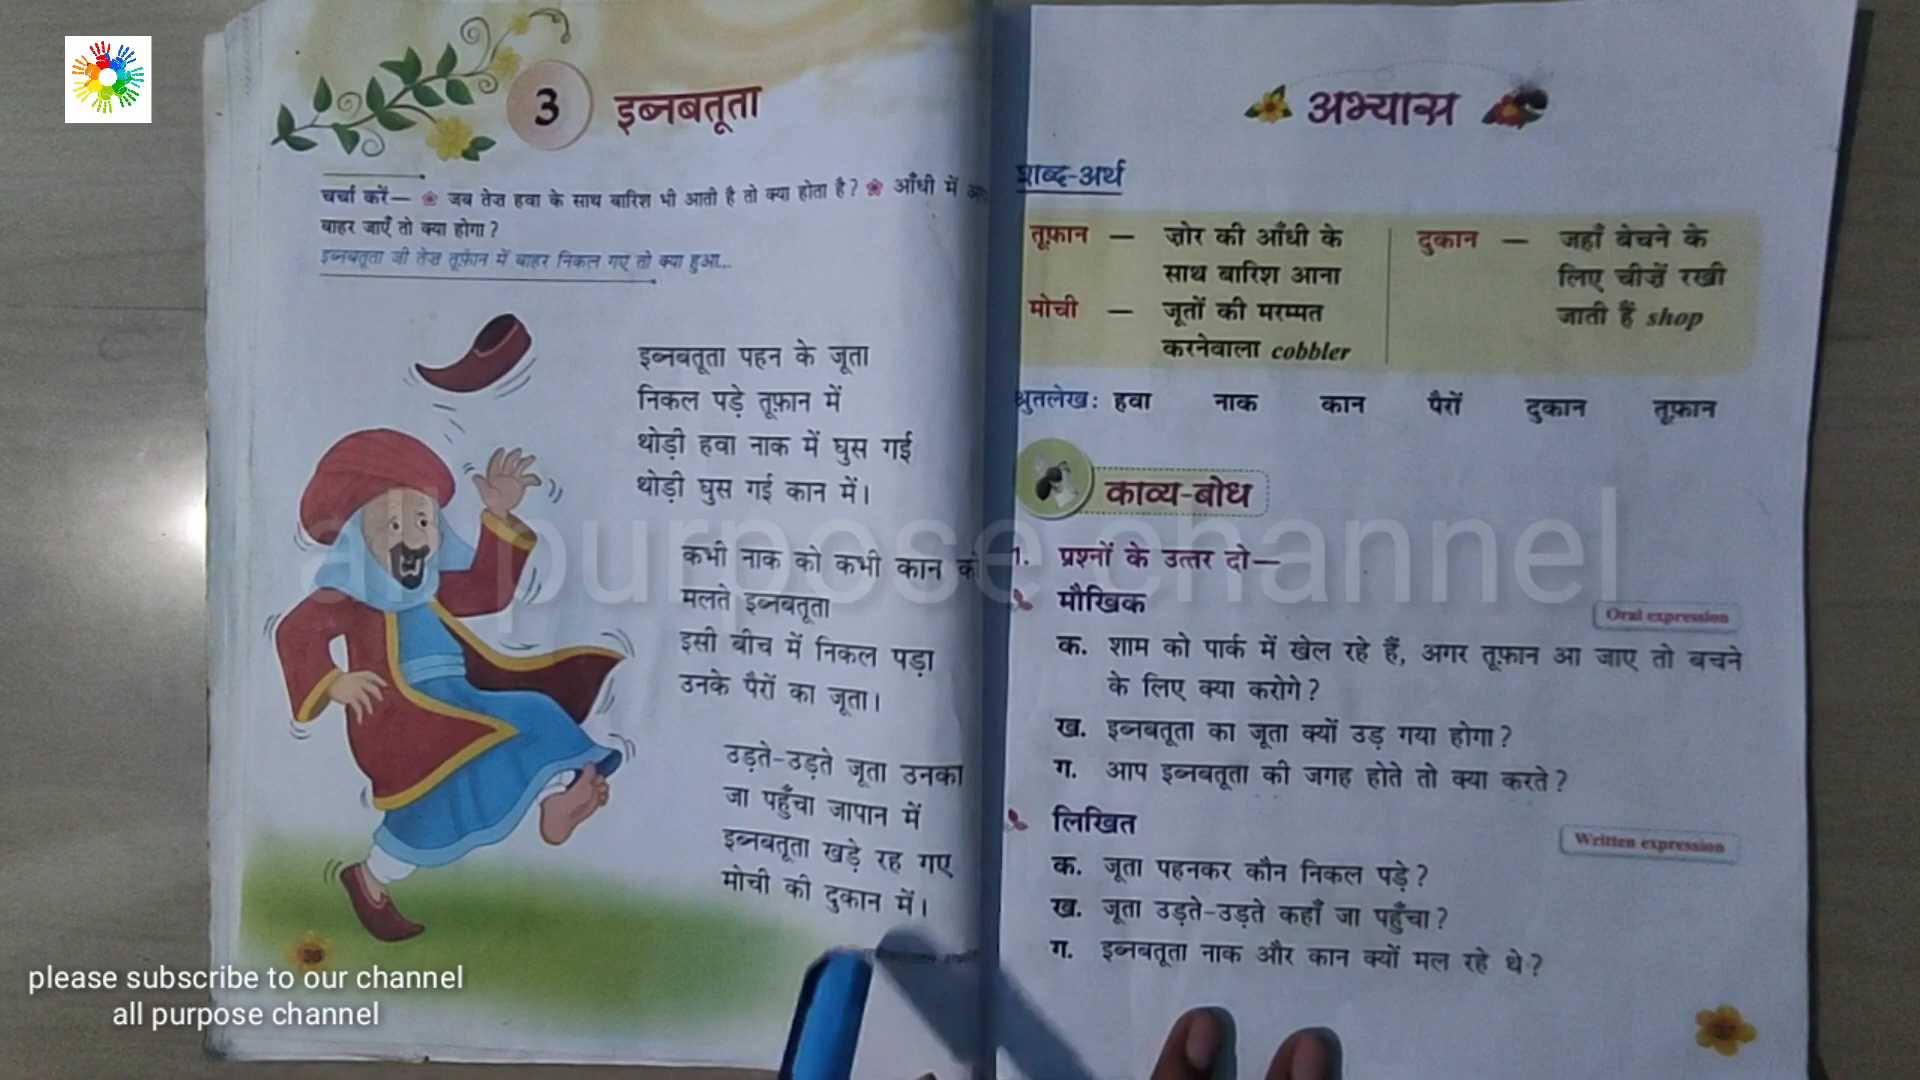 3 इब्नबतूता
चर्चा करें— जब तेज़ हवा के साथ बारिश भी आती है तो क्या होता है? आँधी में
बाहर जाएँ तो क्या होगा?
इब्नबतूता जी तेज़ तूफ़ान में बाहर निकल गए तो क्या हुआ...
इब्नबतूता पहन के जूता
निकल पड़े तूफ़ान में
थोड़ी हवा नाक में घुस गई
थोड़ी घुस गई कान में।
कभी नाक को कभी कान को
मलते इब्नबतूता
इसी बीच में निकल पड़ा
उनके पैरों का जूता।
उड़ते-उड़ते जूता उनका
जा पहुँचा जापान में
इब्नबतूता खड़े रह गए
मोची की दुकान में।
36
अभ्यास
शब्द-अर्थ
तूफ़ान — ज़ोर की आँधी के
साथ बारिश आना
मोची — जूतों की मरम्मत
करनेवाला cobbler
दुकान — जहाँ बेचने के
लिए चीज़ें रखी
जाती हैं shop
श्रुतलेख: हवा नाक कान पैरों दुकान तूफ़ान
काव्य-बोध
1. प्रश्नों के उत्तर दो—
मौखिक
Oral expression
क. शाम को पार्क में खेल रहे हैं, अगर तूफ़ान आ जाए तो बचने
के लिए क्या करोगे?
ख. इब्नबतूता का जूता क्यों उड़ गया होगा?
ग. आप इब्नबतूता की जगह होते तो क्या करते?
लिखित
Written expression
क. जूता पहनकर कौन निकल पड़े?
ख. जूता उड़ते-उड़ते कहाँ जा पहुँचा?
ग. इब्नबतूता नाक और कान क्यों मल रहे थे?
all purpose channel
please subscribe to our channel
all purpose channel